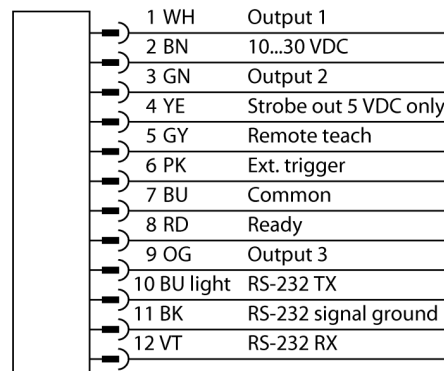 1 WH Output 1
2 BN 10...30 VDC
3 GN Output 2
4 YE Strobe out 5 VDC only
5 GY Remote teach
6 PK Ext. trigger
7 BU Common
8 RD Ready
9 OG Output 3
10 BU light RS-232 TX
11 BK RS-232 signal ground
12 VT RS-232 RX